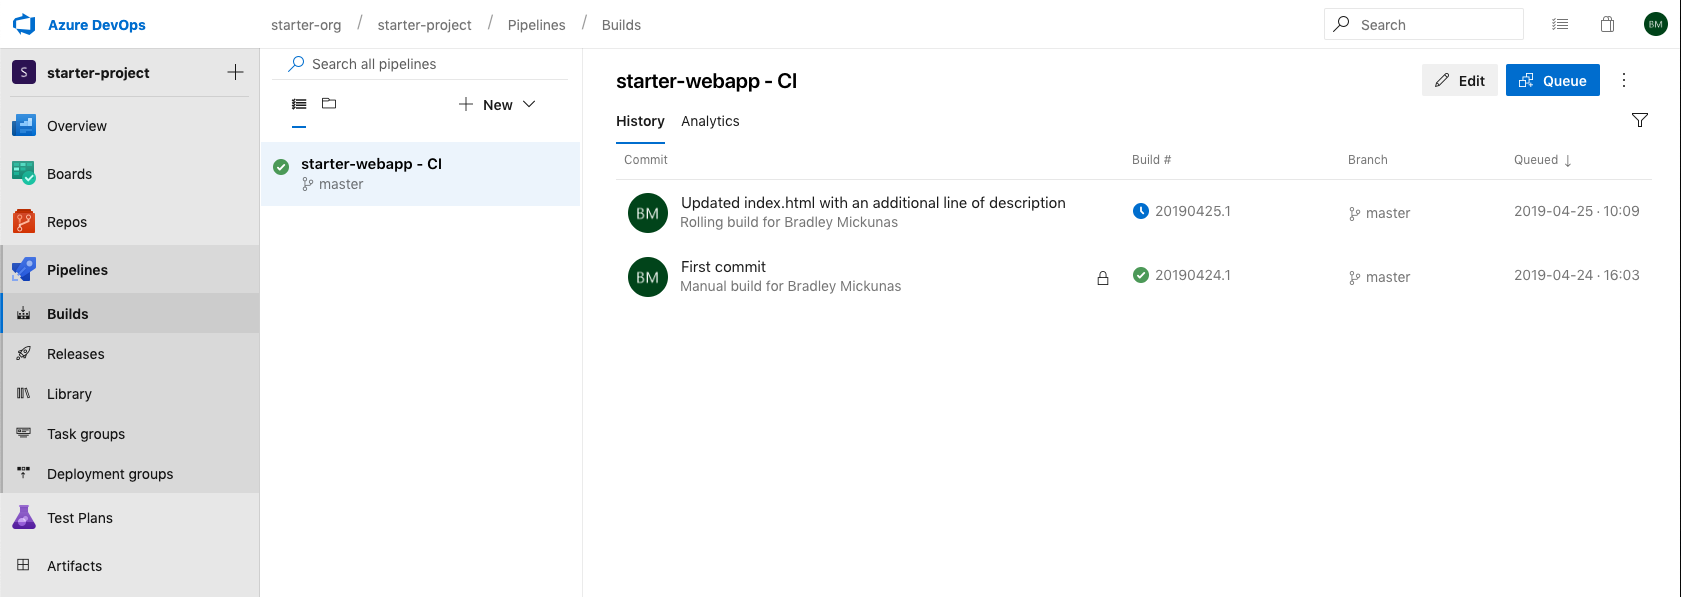 Azure DevOps
starter-org / starter-project / Pipelines / Builds
Search
BM
S starter-project
Overview
Boards
Repos
Pipelines
Builds
Releases
Library
Task groups
Deployment groups
Test Plans
Artifacts
Search all pipelines
New
starter-webapp - CI
master
starter-webapp - CI
Edit
Queue
History Analytics
Commit Build # Branch Queued ↓
BM Updated index.html with an additional line of description 20190425.1 master 2019-04-25 · 10:09
Rolling build for Bradley Mickunas
BM First commit 20190424.1 master 2019-04-24 · 16:03
Manual build for Bradley Mickunas